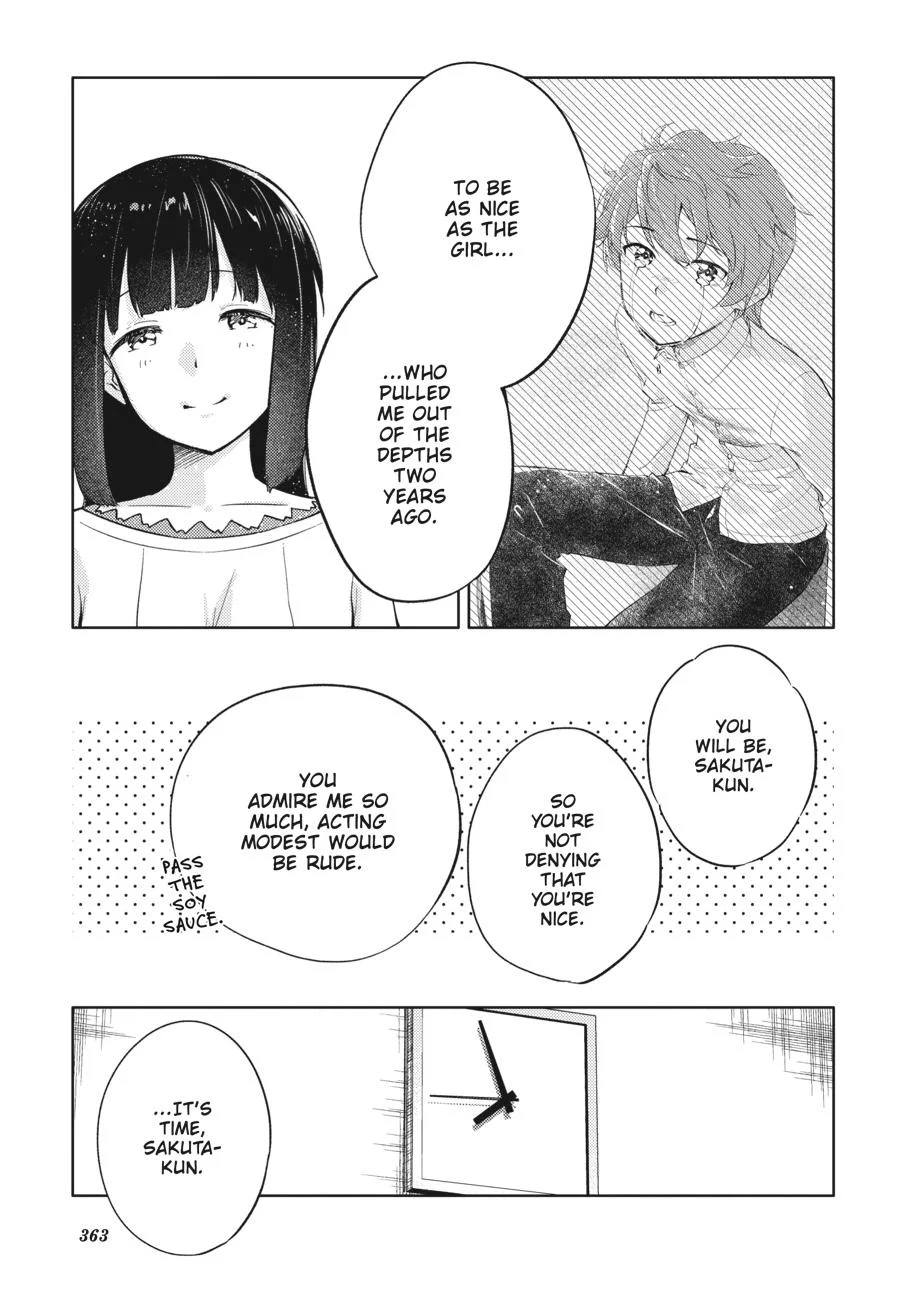 TO BE
AS NICE
AS THE
GIRL...
...WHO
PULLED
ME OUT
OF THE
DEPTHS
TWO
YEARS
AGO.
YOU
WILL BE,
SAKUTA-
KUN.
SO
YOU'RE
NOT
DENYING
THAT
YOU'RE
NICE.
YOU
ADMIRE ME SO
MUCH, ACTING
MODEST WOULD
BE RUDE.
PASS
THE
SOY
SAUCE.
...IT'S
TIME,
SAKUTA-
KUN.
363